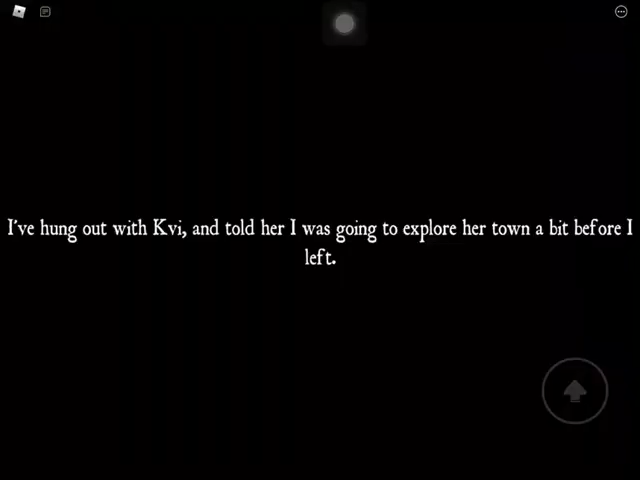 I've hung out with Kvi, and told her I was going to explore her town a bit before I
left.